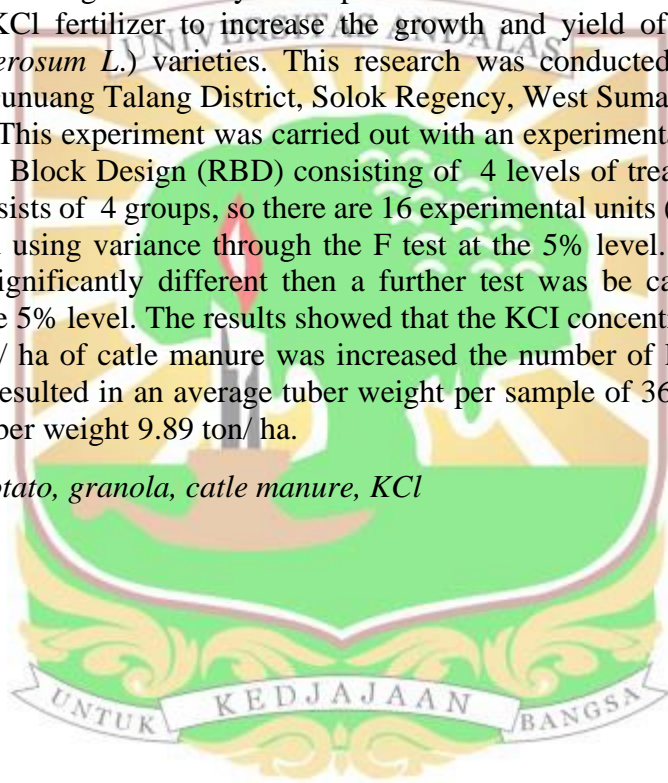 KCl fertilizer to increase the growth and yield of
UNIVERSITAS ANDALAS
erosum L.) varieties. This research was conducted
unuang Talang District, Solok Regency, West Suma
This experiment was carried out with an experimenta
Block Design (RBD) consisting of 4 levels of trea
sists of 4 groups, so there are 16 experimental units (
using variance through the F test at the 5% level.
ignificantly different then a further test was be ca
e 5% level. The results showed that the KCI concenti
/ ha of catle manure was increased the number of
esulted in an average tuber weight per sample of 36
ber weight 9.89 ton/ ha.
otato, granola, catle manure, KCl
UNTUK KEDJAJAAN BANGSA